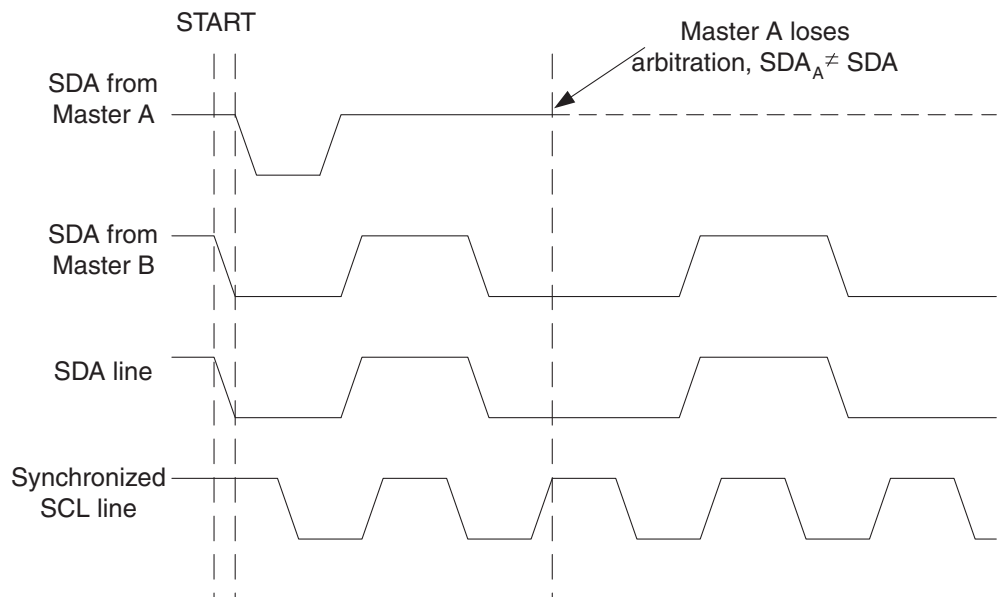 START
Master A loses
arbitration, SDA_A ≠ SDA
SDA from
Master A
SDA from
Master B
SDA line
Synchronized
SCL line